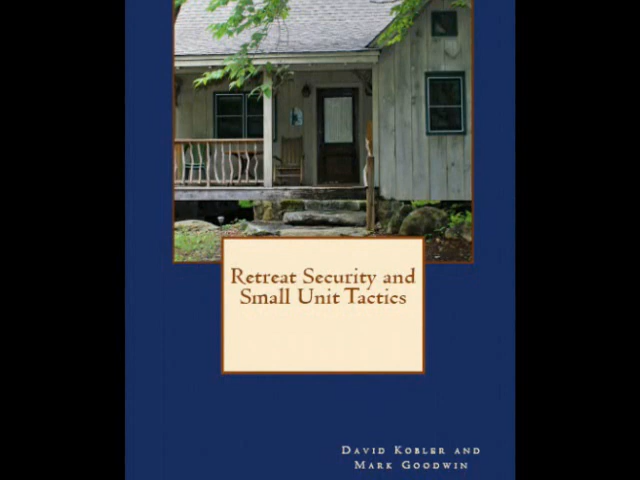 Retreat Security and
Small Unit Tactics
David Kobler and
Mark Goodwin